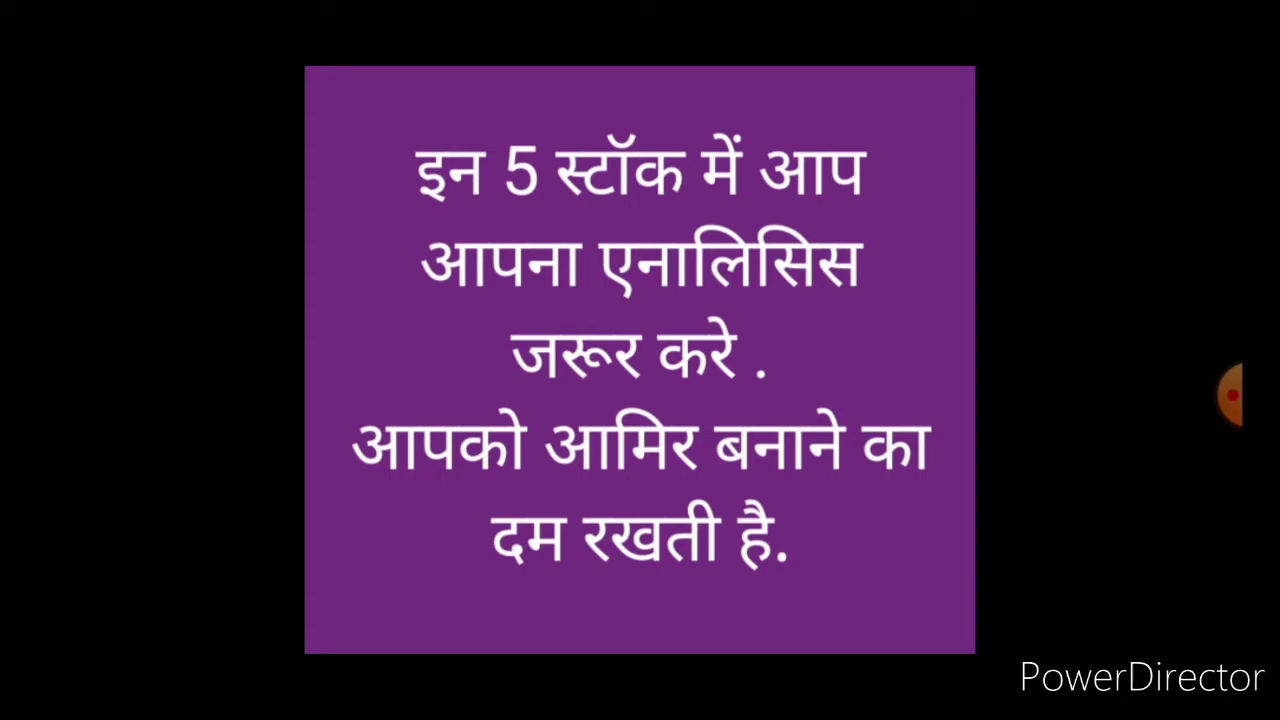 इन 5 स्टॉक में आप
आपना एनालिसिस
जरूर करे .
आपको आमिर बनाने का
दम रखती है.
PowerDirector